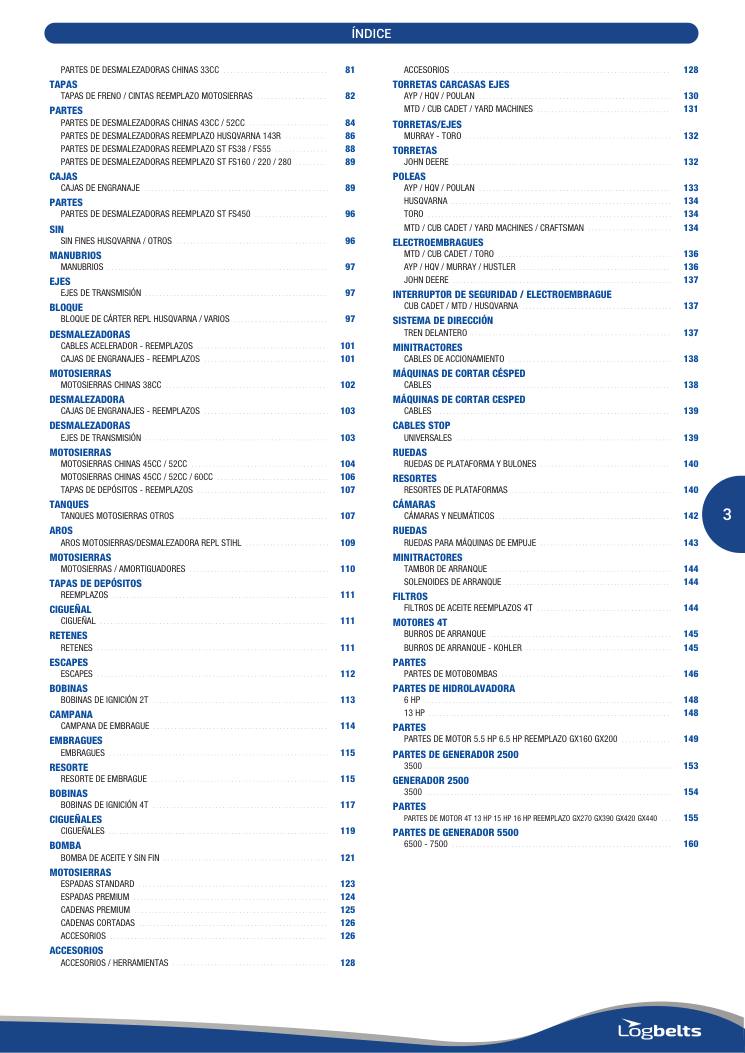 ÍNDICE
PARTES DE DESMALEZADORAS CHINAS 33CC 81
TAPAS
TAPAS DE FRENO / CINTAS REEMPLAZO MOTOSIERRAS 82
PARTES
PARTES DE DESMALEZADORAS CHINAS 43CC / 52CC 84
PARTES DE DESMALEZADORAS REEMPLAZO HUSQVARNA 143R 86
PARTES DE DESMALEZADORAS REEMPLAZO ST FS38 / FS55 88
PARTES DE DESMALEZADORAS REEMPLAZO ST FS160 / 220 / 280 89
CAJAS
CAJAS DE ENGRANAJE 89
PARTES
PARTES DE DESMALEZADORAS REEMPLAZO ST FS450 96
SIN
SIN FINES HUSQVARNA / OTROS 96
MANUBRIOS
MANUBRIOS 97
EJES
EJES DE TRANSMISIÓN 97
BLOQUE
BLOQUE DE CÁRTER REPL HUSQVARNA / VARIOS 97
DESMALEZADORAS
CABLES ACELERADOR - REEMPLAZOS 101
CAJAS DE ENGRANAJES - REEMPLAZOS 101
MOTOSIERRAS
MOTOSIERRAS CHINAS 38CC 102
DESMALEZADORA
CAJAS DE ENGRANAJES - REEMPLAZOS 103
DESMALEZADORAS
EJES DE TRANSMISIÓN 103
MOTOSIERRAS
MOTOSIERRAS CHINAS 45CC / 52CC 104
MOTOSIERRAS CHINAS 45CC / 52CC / 60CC 106
TAPAS DE DEPÓSITOS - REEMPLAZOS 107
TANQUES
TANQUES MOTOSIERRAS OTROS 107
AROS
AROS MOTOSIERRAS/DESMALEZADORA REPL STIHL 109
MOTOSIERRAS
MOTOSIERRAS / AMORTIGUADORES 110
TAPAS DE DEPÓSITOS
REEMPLAZOS 111
CIGUEÑAL
CIGUEÑAL 111
RETENES
RETENES 111
ESCAPES
ESCAPES 112
BOBINAS
BOBINAS DE IGNICIÓN 2T 113
CAMPANA
CAMPANA DE EMBRAGUE 114
EMBRAGUES
EMBRAGUES 115
RESORTE
RESORTE DE EMBRAGUE 115
BOBINAS
BOBINAS DE IGNICIÓN 4T 117
CIGUEÑALES
CIGUEÑALES 119
BOMBA
BOMBA DE ACEITE Y SIN FIN 121
MOTOSIERRAS
ESPADAS STANDARD 123
ESPADAS PREMIUM 124
CADENAS PREMIUM 125
CADENAS CORTADAS 126
ACCESORIOS 126
ACCESORIOS
ACCESORIOS / HERRAMIENTAS 128
ACCESORIOS 128
TORRETAS CARCASAS EJES
AYP / HQV / POULAN 130
MTD / CUB CADET / YARD MACHINES 131
TORRETAS/EJES
MURRAY - TORO 132
TORRETAS
JOHN DEERE 132
POLEAS
AYP / HQV / POULAN 133
HUSQVARNA 134
TORO 134
MTD / CUB CADET / YARD MACHINES / CRAFTSMAN 134
ELECTROEMBRAGUES
MTD / CUB CADET / TORO 136
AYP / HQV / MURRAY / HUSTLER 136
JOHN DEERE 137
INTERRUPTOR DE SEGURIDAD / ELECTROEMBRAGUE
CUB CADET / MTD / HUSQVARNA 137
SISTEMA DE DIRECCIÓN
TREN DELANTERO 137
MINITRACTORES
CABLES DE ACCIONAMIENTO 138
MÁQUINAS DE CORTAR CÉSPED
CABLES 138
MÁQUINAS DE CORTAR CESPED
CABLES 139
CABLES STOP
UNIVERSALES 139
RUEDAS
RUEDAS DE PLATAFORMA Y BULONES 140
RESORTES
RESORTES DE PLATAFORMAS 140
CÁMARAS
CÁMARAS Y NEUMÁTICOS 142
RUEDAS
RUEDAS PARA MÁQUINAS DE EMPUJE 143
MINITRACTORES
TAMBOR DE ARRANQUE 144
SOLENOIDES DE ARRANQUE 144
FILTROS
FILTROS DE ACEITE REEMPLAZOS 4T 144
MOTORES 4T
BURROS DE ARRANQUE 145
BURROS DE ARRANQUE - KOHLER 145
PARTES
PARTES DE MOTOBOMBAS 146
PARTES DE HIDROLAVADORA
6 HP 148
13 HP 148
PARTES
PARTES DE MOTOR 5.5 HP 6.5 HP REEMPLAZO GX160 GX200 149
PARTES DE GENERADOR 2500
3500 153
GENERADOR 2500
3500 154
PARTES
PARTES DE MOTOR 4T 13 HP 15 HP 16 HP REEMPLAZO GX270 GX390 GX420 GX440 155
PARTES DE GENERADOR 5500
6500 - 7500 160
3
Logbelts